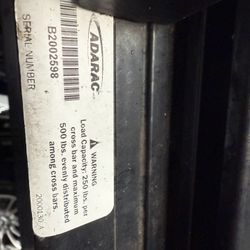 ADARAC
B2002598
SERIAL NUMBER
WARNING
Load Capacity: 250 lbs. per
cross bar and maximum
500 lbs. evenly distributed
among cross bars.
2000130 A